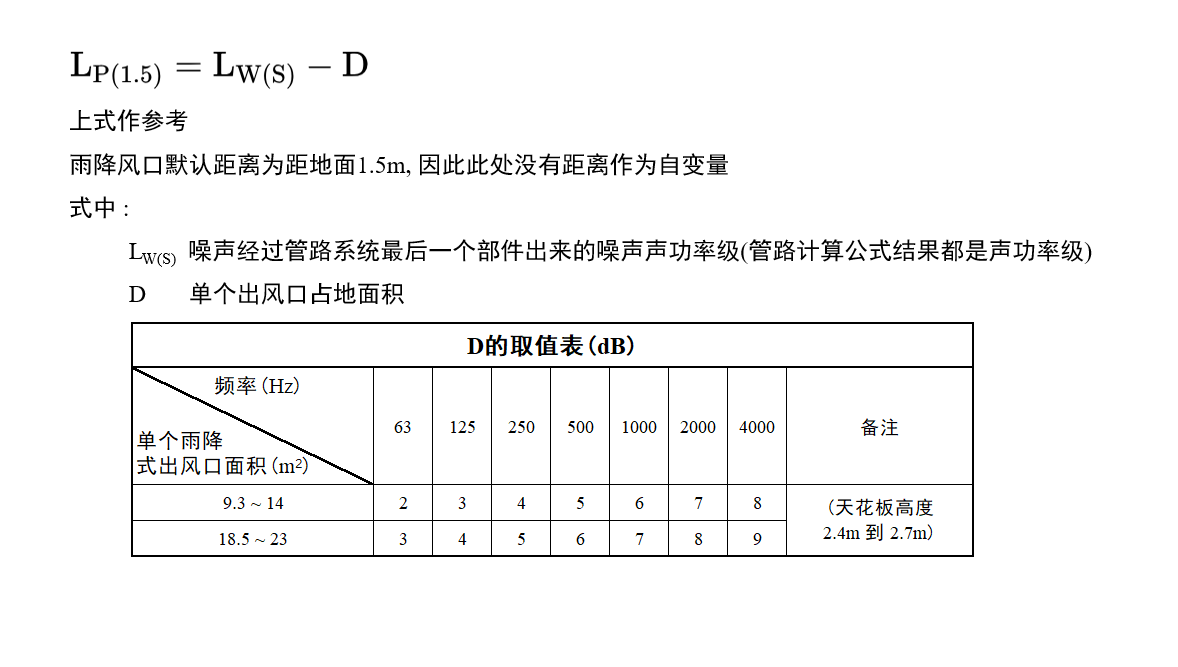 L_P(1.5) = L_W(S) − D
上式作参考
雨降风口默认距离为距地面1.5m, 因此此处没有距离作为自变量
式中 :
L_W(S) 噪声经过管路系统最后一个部件出来的噪声声功率级(管路计算公式结果都是声功率级)
D 单个出风口占地面积
D的取值表(dB)
频率(Hz)
单个雨降
式出风口面积(m²)
63 125 250 500 1000 2000 4000 备注
9.3 ~ 14 2 3 4 5 6 7 8
18.5 ~ 23 3 4 5 6 7 8 9
(天花板高度
2.4m 到 2.7m)